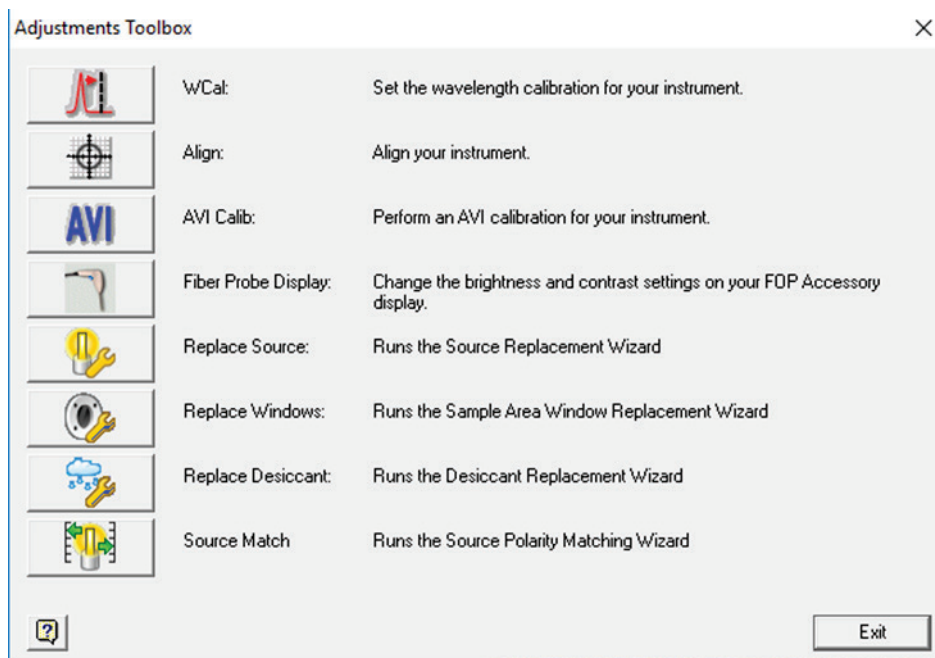 Adjustments Toolbox
WCal: Set the wavelength calibration for your instrument.
Align: Align your instrument.
AVI
AVI Calib: Perform an AVI calibration for your instrument.
Fiber Probe Display: Change the brightness and contrast settings on your FOP Accessory
display.
Replace Source: Runs the Source Replacement Wizard
Replace Windows: Runs the Sample Area Window Replacement Wizard
Replace Desiccant: Runs the Desiccant Replacement Wizard
Source Match Runs the Source Polarity Matching Wizard
?
Exit